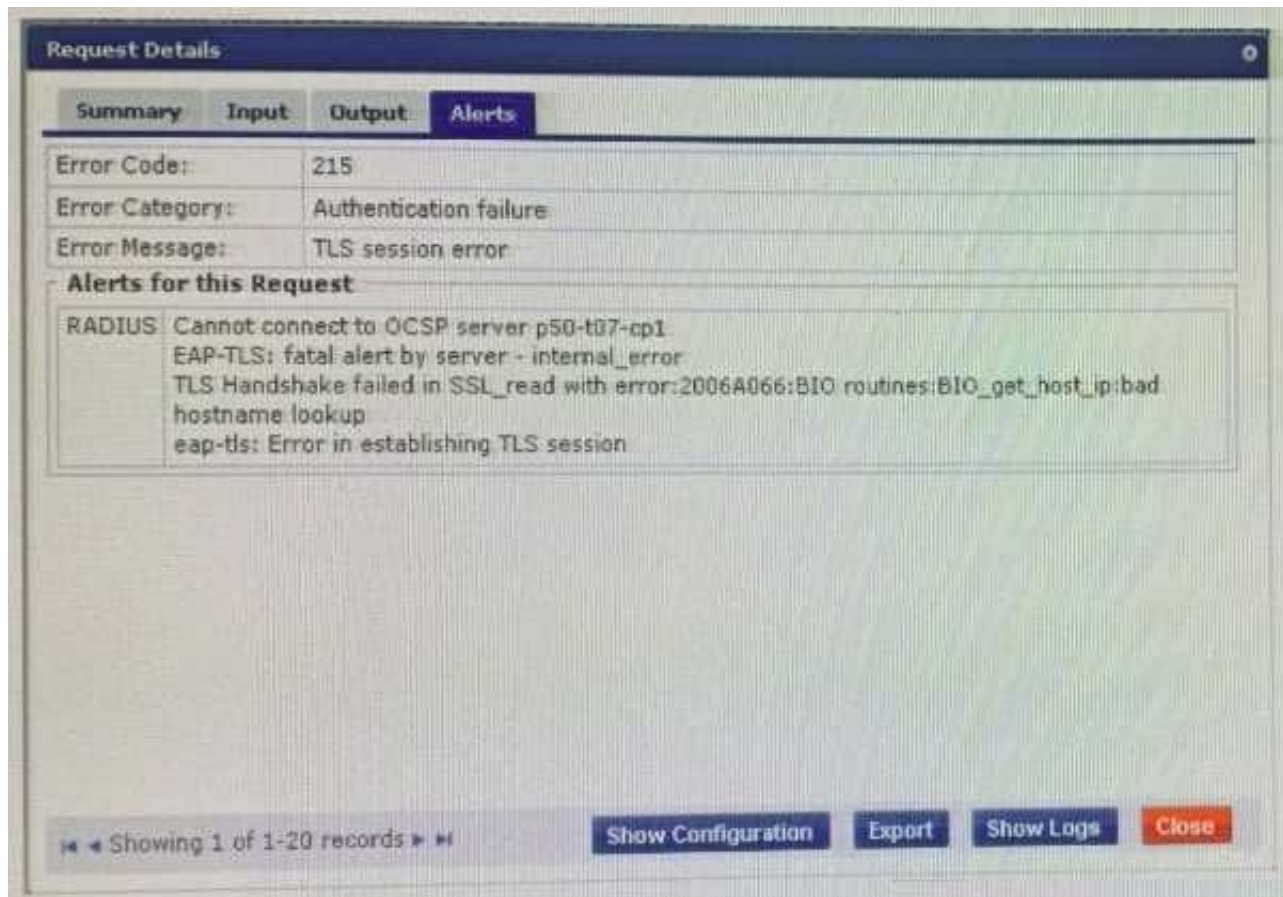 Request Details
Summary Input Output Alerts
Error Code: 215
Error Category: Authentication failure
Error Message: TLS session error
Alerts for this Request
RADIUS Cannot connect to OCSP server p50-t07-cp1
EAP-TLS: fatal alert by server - internal_error
TLS Handshake failed in SSL_read with error:2006A066:BIO routines:BIO_get_host_ip:bad
hostname lookup
eap-tls: Error in establishing TLS session
Showing 1 of 1-20 records
Show Configuration Export Show Logs Close